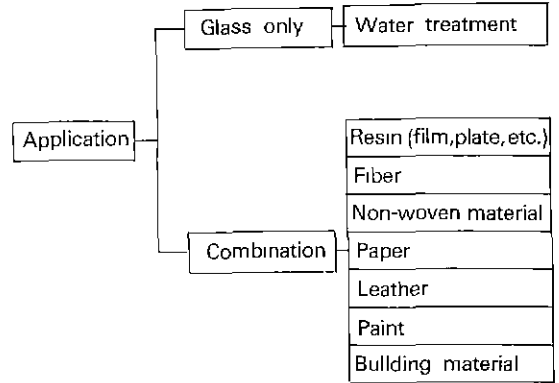 Glass only
Water treatment
Application
Resin (film, plate, etc.)
Fiber
Non-woven material
Combination
Paper
Leather
Paint
Building material